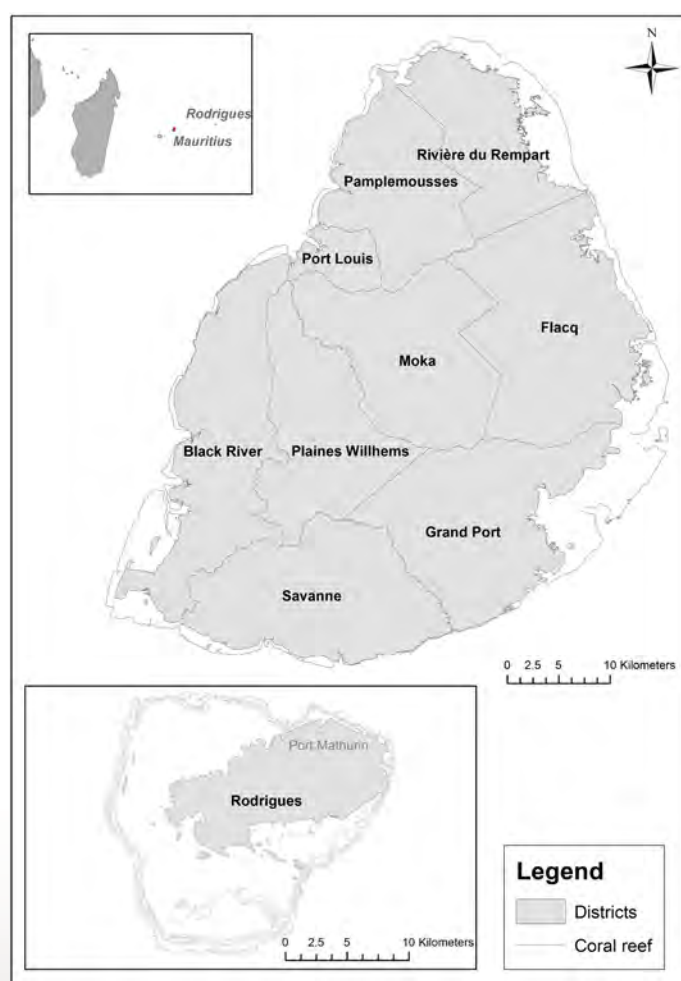 N
Rodrigues
Mauritius
Rivière du Rempart
Pamplemousses
Port Louis
Flacq
Moka
Black River
Plaines Willhems
Grand Port
Savanne
0 2.5 5 10 Kilometers
Port Mathurin
Rodrigues
0 2.5 5 10 Kilometers
Legend
Districts
Coral reef